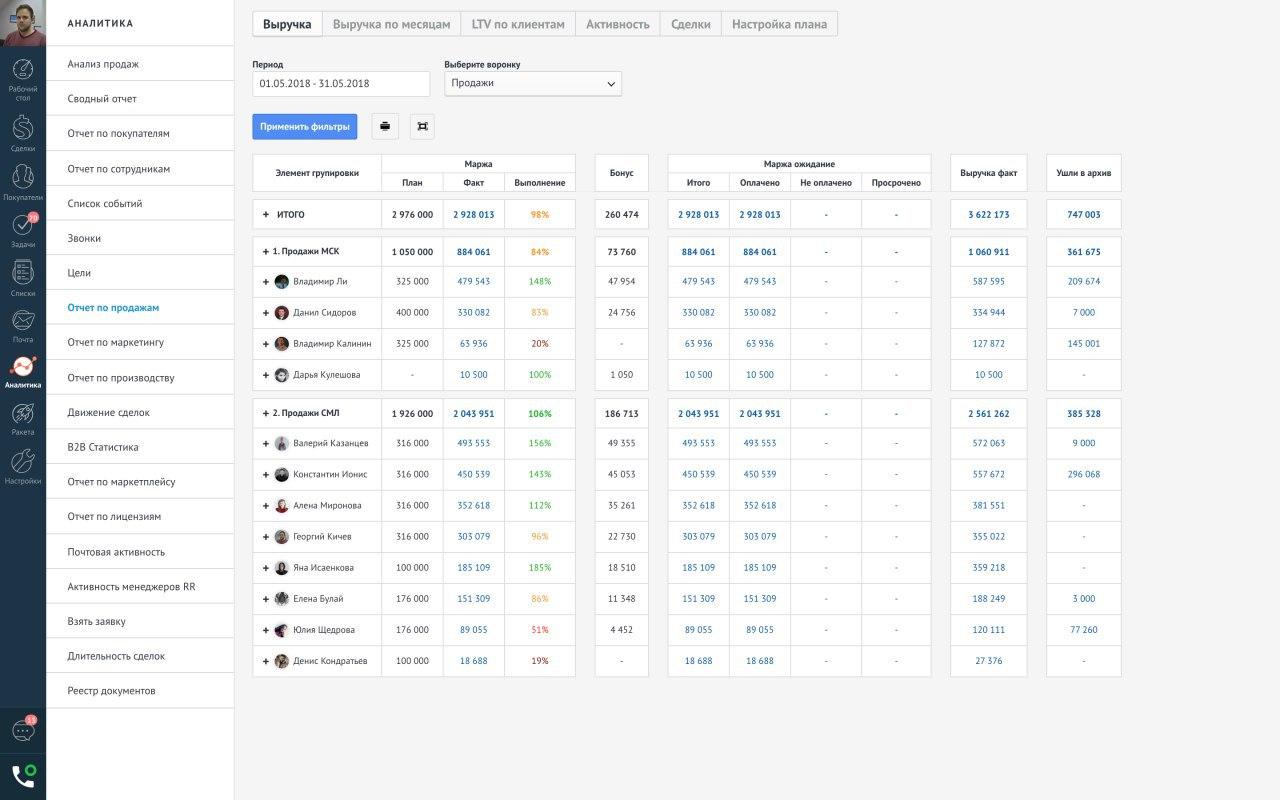 АНАЛИТИКА
Рабочий
стол
Сделки
Покупатели
70
Задачи
Списки
Почта
Аналитика
Ракета
Настройки
13
Анализ продаж
Сводный отчет
Отчет по покупателям
Отчет по сотрудникам
Список событий
Звонки
Цели
Отчет по продажам
Отчет по маркетингу
Отчет по производству
Движение сделок
B2B Статистика
Отчет по маркетплейсу
Отчет по лицензиям
Почтовая активность
Активность менеджеров RR
Взять заявку
Длительность сделок
Реестр документов
Выручка Выручка по месяцам LTV по клиентам Активность Сделки Настройка плана
Период Выберите воронку
01.05.2018 - 31.05.2018 Продажи
Применить фильтры
Элемент групировки Маржа Бонус Маржа ожидание Выручка факт Ушли в архив
План Факт Выполнение Итого Оплачено Не оплачено Просрочено
+ ИТОГО 2 976 000 2 928 013 98% 260 474 2 928 013 2 928 013 - - 3 622 173 747 003
+ 1. Продажи МСК 1 050 000 884 061 84% 73 760 884 061 884 061 - - 1 060 911 361 675
+ Владимир Ли 325 000 479 543 148% 47 954 479 543 479 543 - - 587 595 209 674
+ Данил Сидоров 400 000 330 082 83% 24 756 330 082 330 082 - - 334 944 7 000
+ Владимир Калинин 325 000 63 936 20% - 63 936 63 936 - - 127 872 145 001
+ Дарья Кулешова - 10 500 100% 1 050 10 500 10 500 - - 10 500 -
+ 2. Продажи СМЛ 1 926 000 2 043 951 106% 186 713 2 043 951 2 043 951 - - 2 561 262 385 328
+ Валерий Казанцев 316 000 493 553 156% 49 355 493 553 493 553 - - 572 063 9 000
+ Константин Ионис 316 000 450 539 143% 45 053 450 539 450 539 - - 557 672 296 068
+ Алена Миронова 316 000 352 618 112% 35 261 352 618 352 618 - - 381 551 -
+ Георгий Кичев 316 000 303 079 96% 22 730 303 079 303 079 - - 355 022 -
+ Яна Исаенкова 100 000 185 109 185% 18 510 185 109 185 109 - - 359 218 -
+ Елена Булай 176 000 151 309 86% 11 348 151 309 151 309 - - 188 249 3 000
+ Юлия Щедрова 176 000 89 055 51% 4 452 89 055 89 055 - - 120 111 77 260
+ Денис Кондратьев 100 000 18 688 19% - 18 688 18 688 - - 27 376 -